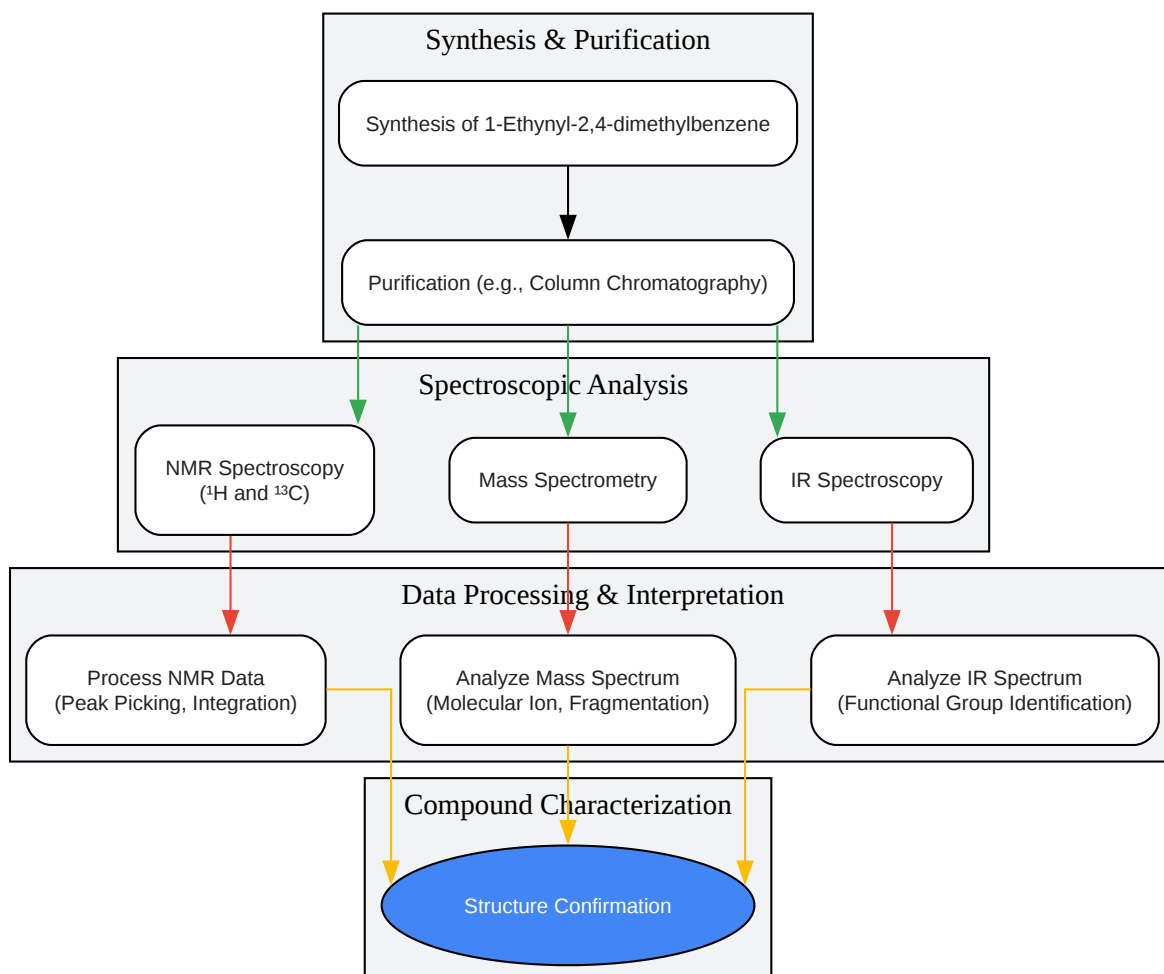 Synthesis & Purification
Synthesis of 1-Ethynyl-2,4-dimethylbenzene
Purification (e.g., Column Chromatography)
Spectroscopic Analysis
NMR Spectroscopy
(¹H and ¹³C)
Mass Spectrometry
IR Spectroscopy
Data Processing & Interpretation
Process NMR Data
(Peak Picking, Integration)
Analyze Mass Spectrum
(Molecular Ion, Fragmentation)
Analyze IR Spectrum
(Functional Group Identification)
Compound Characterization
Structure Confirmation